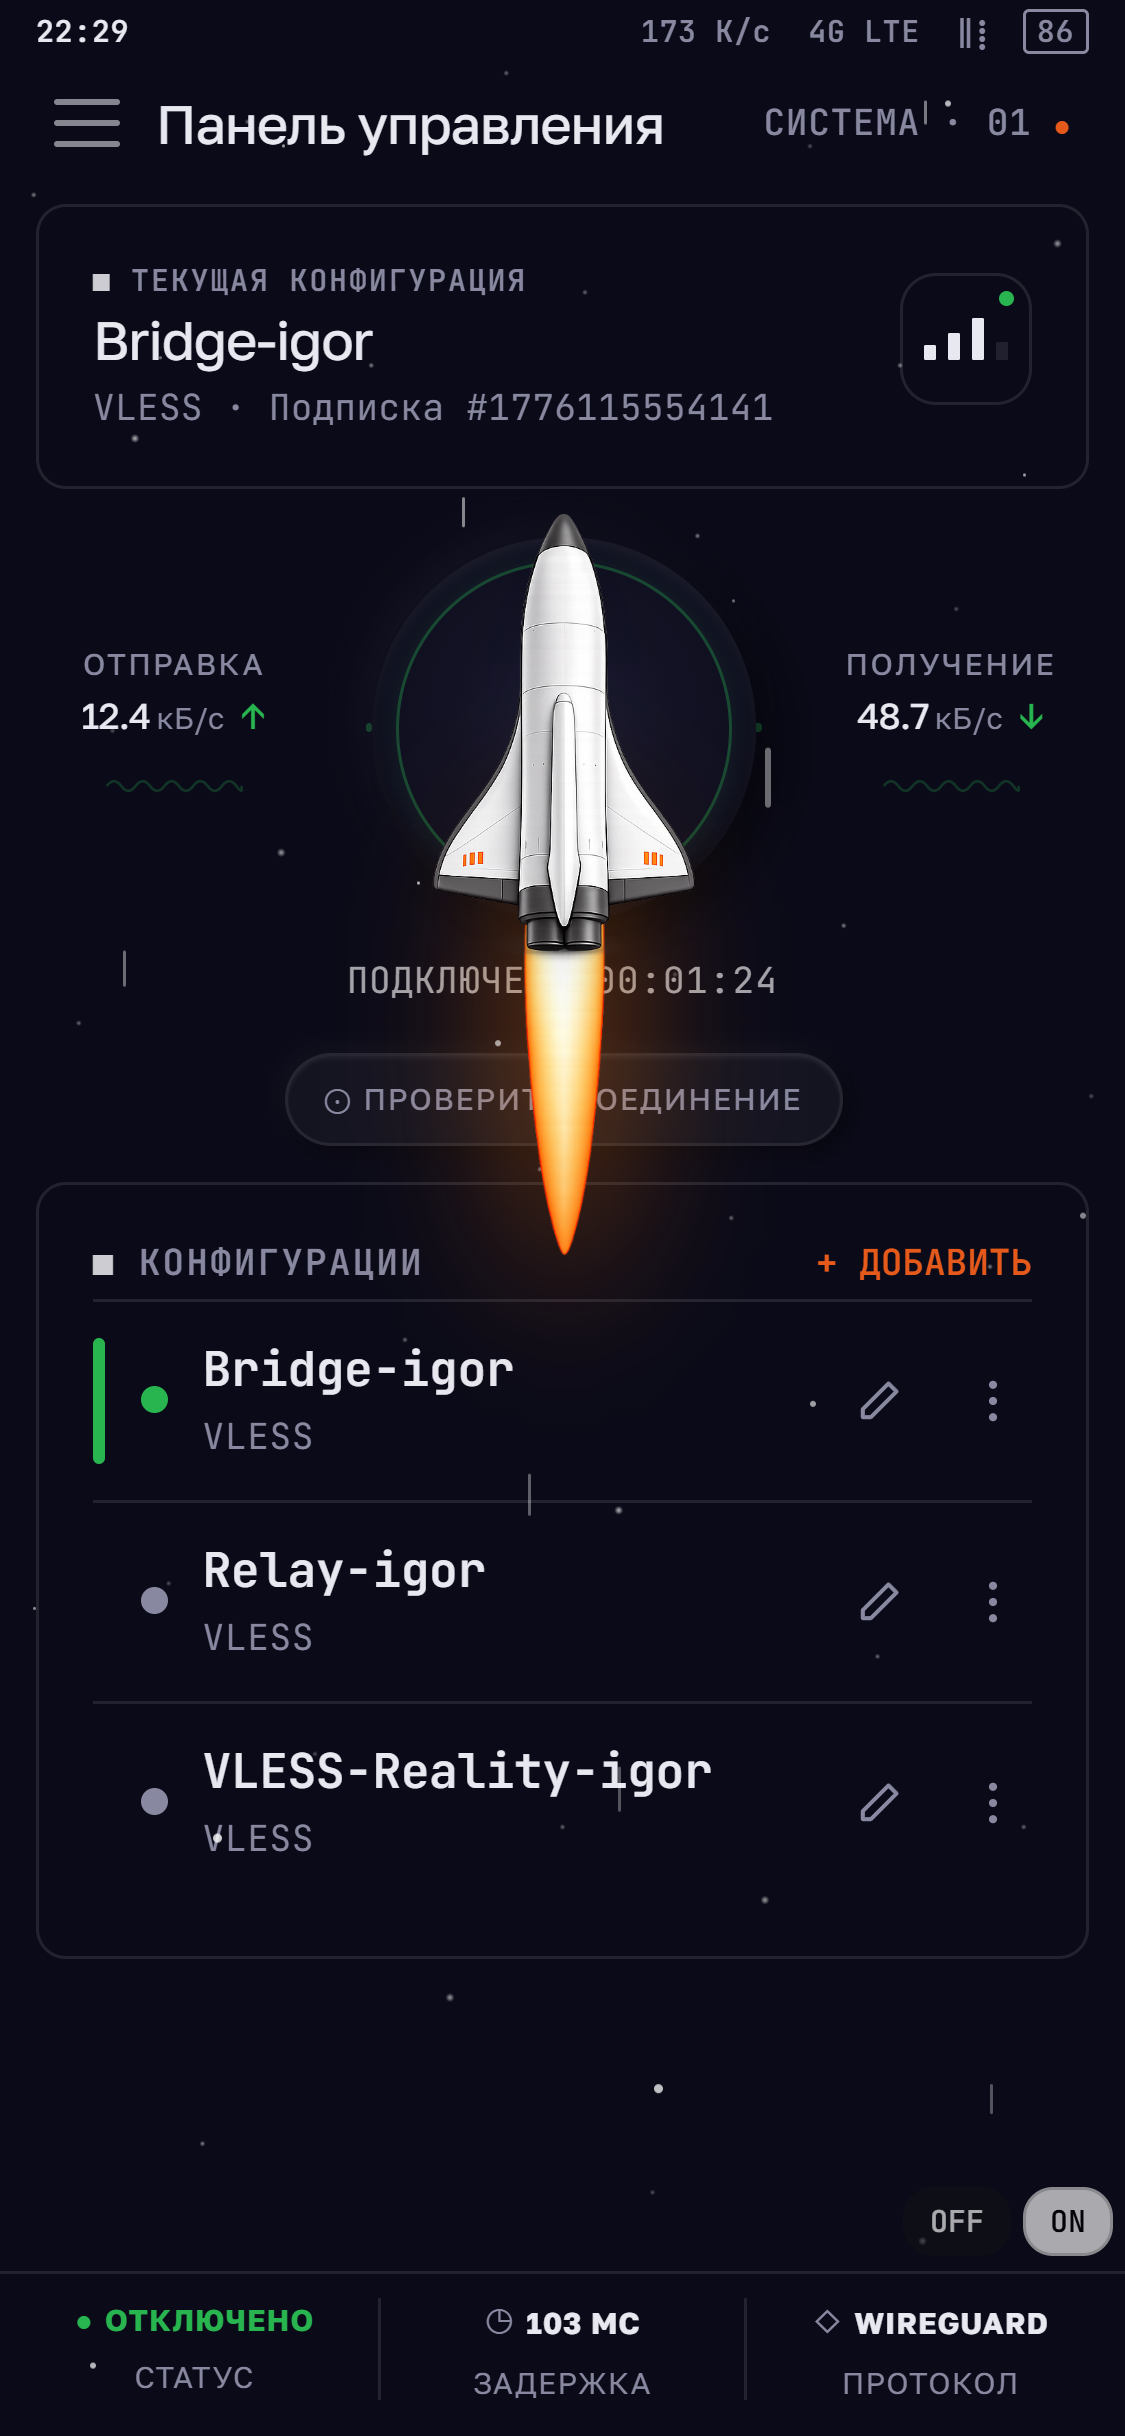 22:29 173 К/с 4G LTE 86
Панель управления СИСТЕМА 01
ТЕКУЩАЯ КОНФИГУРАЦИЯ
Bridge-igor
VLESS · Подписка #1776115554141
ОТПРАВКА ПОЛУЧЕНИЕ
12.4 кБ/с ↑ 48.7 кБ/с ↓
00:01:24
КОНФИГУРАЦИИ + ДОБАВИТЬ
Bridge-igor
VLESS
Relay-igor
VLESS
VLESS-Reality-igor
VLESS
OFF ON
ОТКЛЮЧЕНО 103 МС WIREGUARD
СТАТУС ЗАДЕРЖКА ПРОТОКОЛ